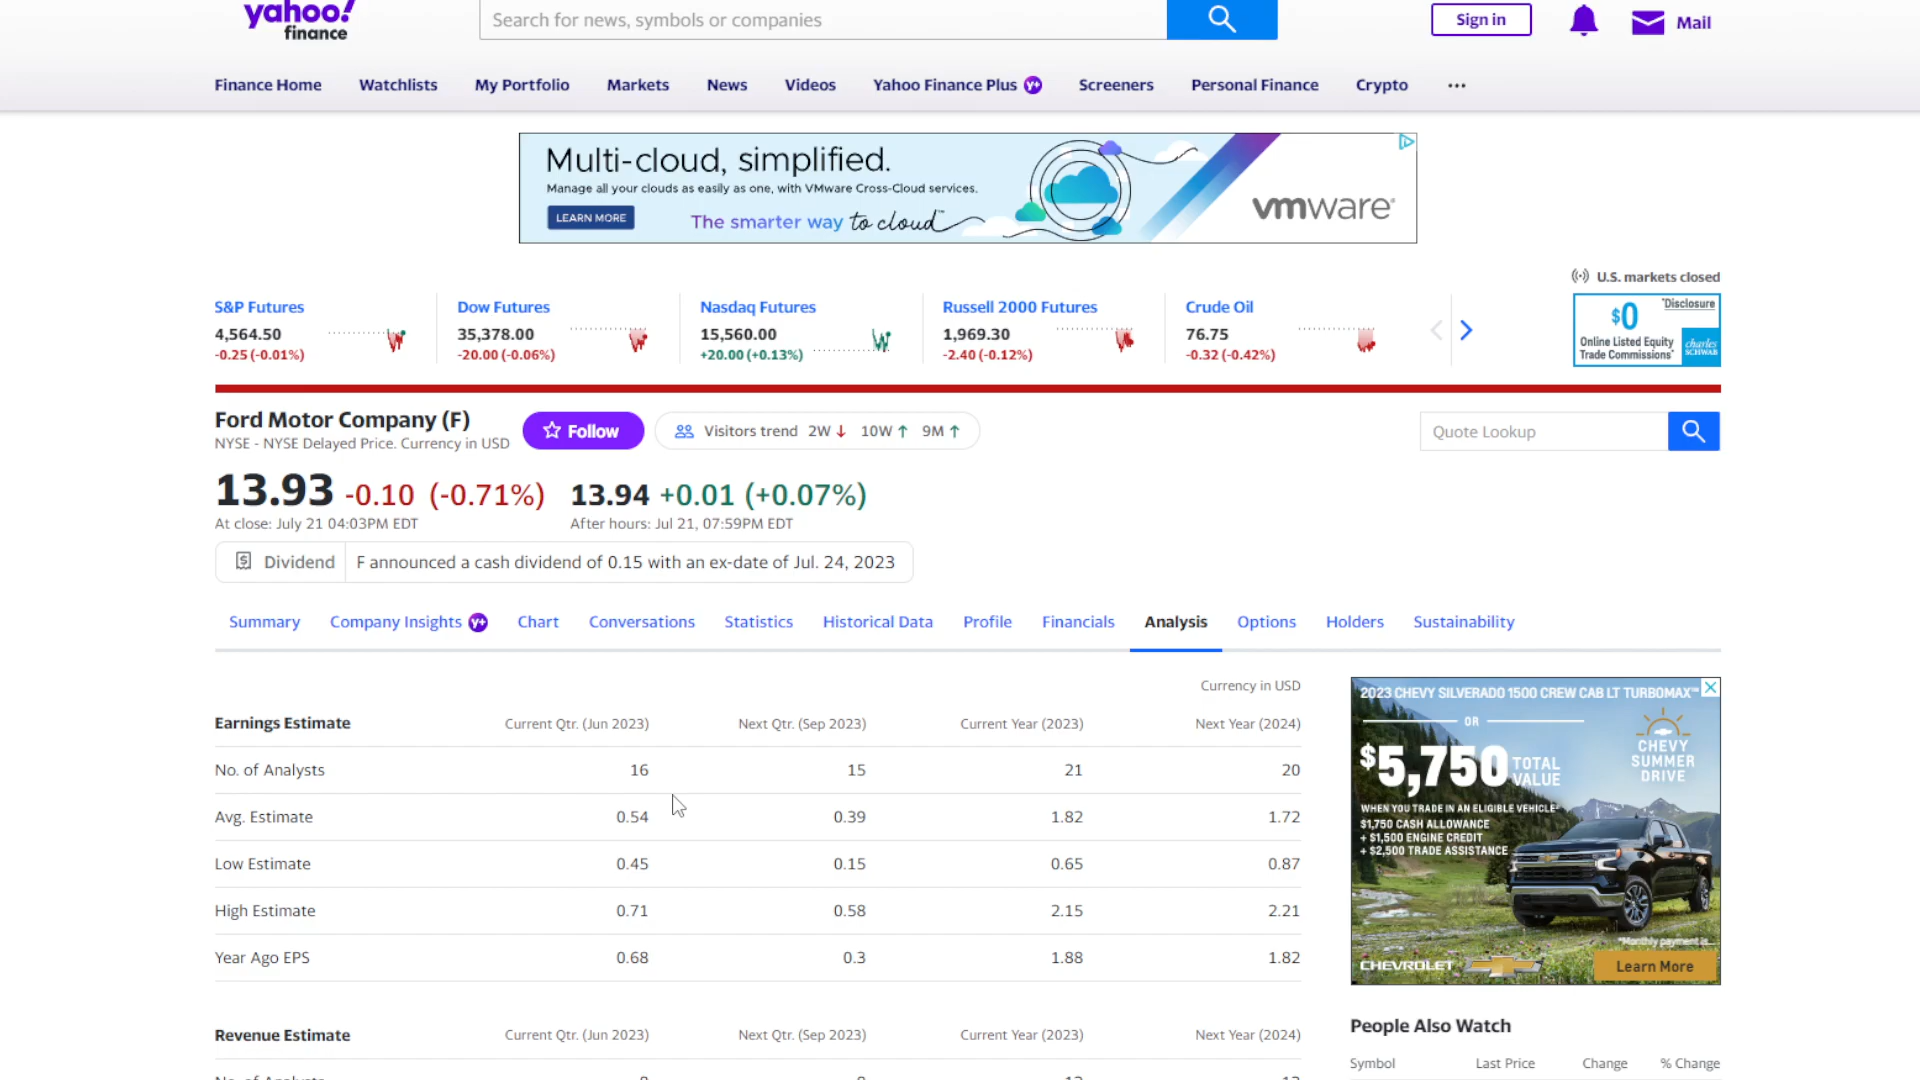 yahoo!
finance
Search for news, symbols or companies
Sign in
Mail
Finance Home Watchlists My Portfolio Markets News Videos Yahoo Finance Plus Y+ Screeners Personal Finance Crypto ...
Multi-cloud, simplified.
Manage all your clouds as easily as one, with VMware Cross-Cloud services.
LEARN MORE
The smarter way to cloud™
vmware®
U.S. markets closed
S&P Futures
4,564.50
-0.25 (-0.01%)
Dow Futures
35,378.00
-20.00 (-0.06%)
Nasdaq Futures
15,560.00
+20.00 (+0.13%)
Russell 2000 Futures
1,969.30
-2.40 (-0.12%)
Crude Oil
76.75
-0.32 (-0.42%)
*Disclosure
$0
Online Listed Equity
Trade Commissions*
charles
SCHWAB
Ford Motor Company (F)
NYSE - NYSE Delayed Price. Currency in USD
Follow
Visitors trend 2W ↓ 10W ↑ 9M ↑
Quote Lookup
13.93 -0.10 (-0.71%)
At close: July 21 04:03PM EDT
13.94 +0.01 (+0.07%)
After hours: Jul 21, 07:59PM EDT
Dividend F announced a cash dividend of 0.15 with an ex-date of Jul. 24, 2023
Summary Company Insights Y+ Chart Conversations Statistics Historical Data Profile Financials Analysis Options Holders Sustainability
Currency in USD
Earnings Estimate Current Qtr. (Jun 2023) Next Qtr. (Sep 2023) Current Year (2023) Next Year (2024)
No. of Analysts 16 15 21 20
Avg. Estimate 0.54 0.39 1.82 1.72
Low Estimate 0.45 0.15 0.65 0.87
High Estimate 0.71 0.58 2.15 2.21
Year Ago EPS 0.68 0.3 1.88 1.82
Revenue Estimate Current Qtr. (Jun 2023) Next Qtr. (Sep 2023) Current Year (2023) Next Year (2024)
2023 CHEVY SILVERADO 1500 CREW CAB LT TURBOMAX™
OR
$5,750 TOTAL VALUE
CHEVY
SUMMER
DRIVE
WHEN YOU TRADE IN AN ELIGIBLE VEHICLE*
$1,750 CASH ALLOWANCE
+ $1,500 ENGINE CREDIT
+ $2,500 TRADE ASSISTANCE
*Monthly payment is...
CHEVROLET
Learn More
People Also Watch
Symbol Last Price Change % Change